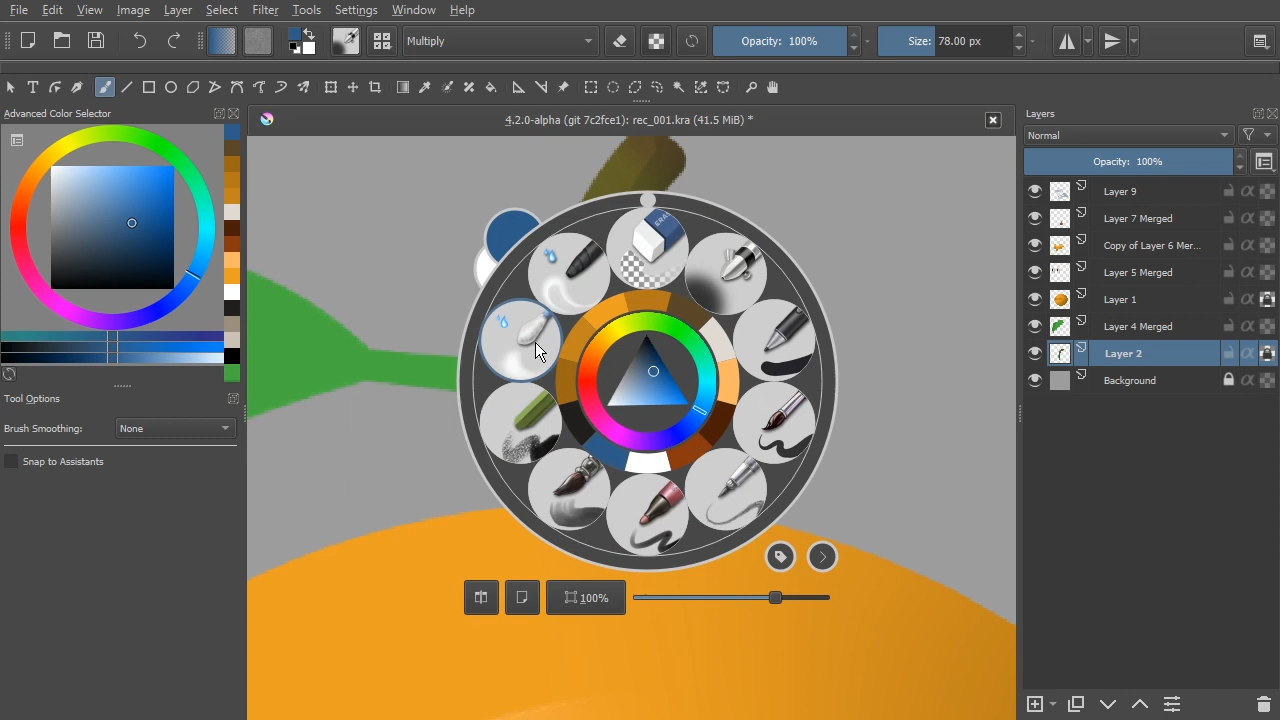 File Edit View Image Layer Select Filter Tools Settings Window Help
Multiply
Opacity: 100%
Size: 78.00 px
Advanced Color Selector
4.2.0-alpha (git 7c2fce1): rec_001.kra (41.5 MiB) *
Layers
Normal
Opacity: 100%
Layer 9
Layer 7 Merged
Copy of Layer 6 Mer...
Layer 5 Merged
Layer 1
Layer 4 Merged
Layer 2
Background
Tool Options
Brush Smoothing: None
Snap to Assistants
ERA
100%